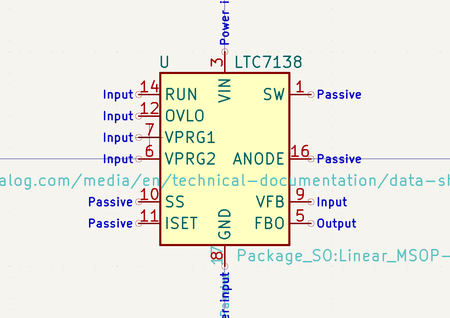 Power i
U
LTC7138
3
VIN
Input 14 RUN SW 1 Passive
Input 12 OVLO
Input 7 VPRG1
Input 6 VPRG2 ANODE 16 Passive
alog.com/media/en/technical-documentation/data-sh
Passive 10 SS VFB 9 Input
Passive 11 ISET FBO 5 Output
GND
8
17
Package_SO:Linear_MSOP-
er input